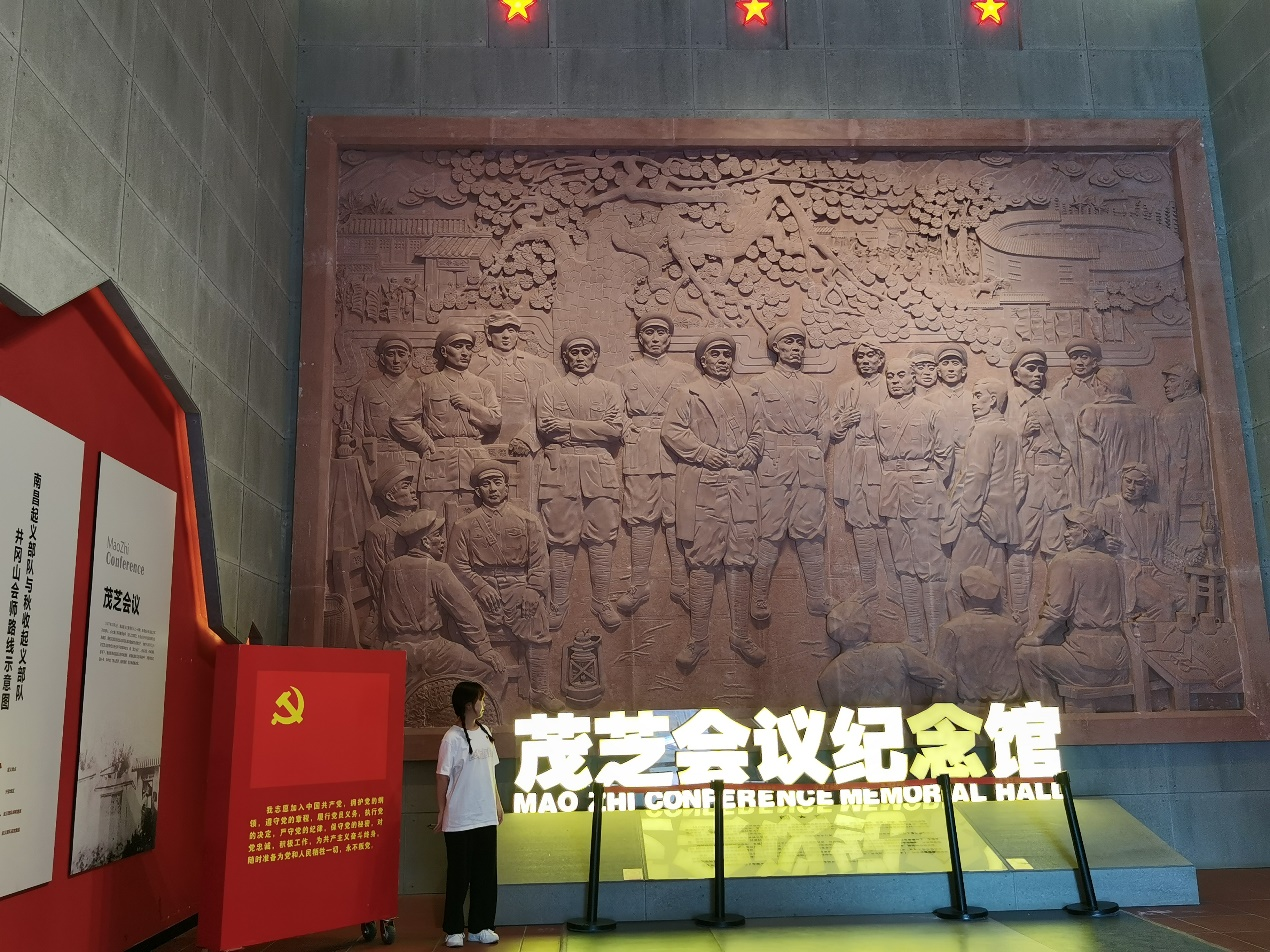 南昌起义部队与秋收起义部队
井冈山会师路线示意图
MaoZhi
Conference
茂芝会议
我志愿加入中国共产党，拥护党的纲
领，遵守党的章程，履行党员义务，执行党
的决定，严守党的纪律，保守党的秘密，对
党忠诚，积极工作，为共产主义奋斗终身，
随时准备为党和人民牺牲一切，永不叛党。
茂芝会议纪念馆
MAO ZHI CONFERENCE MEMORIAL HALL